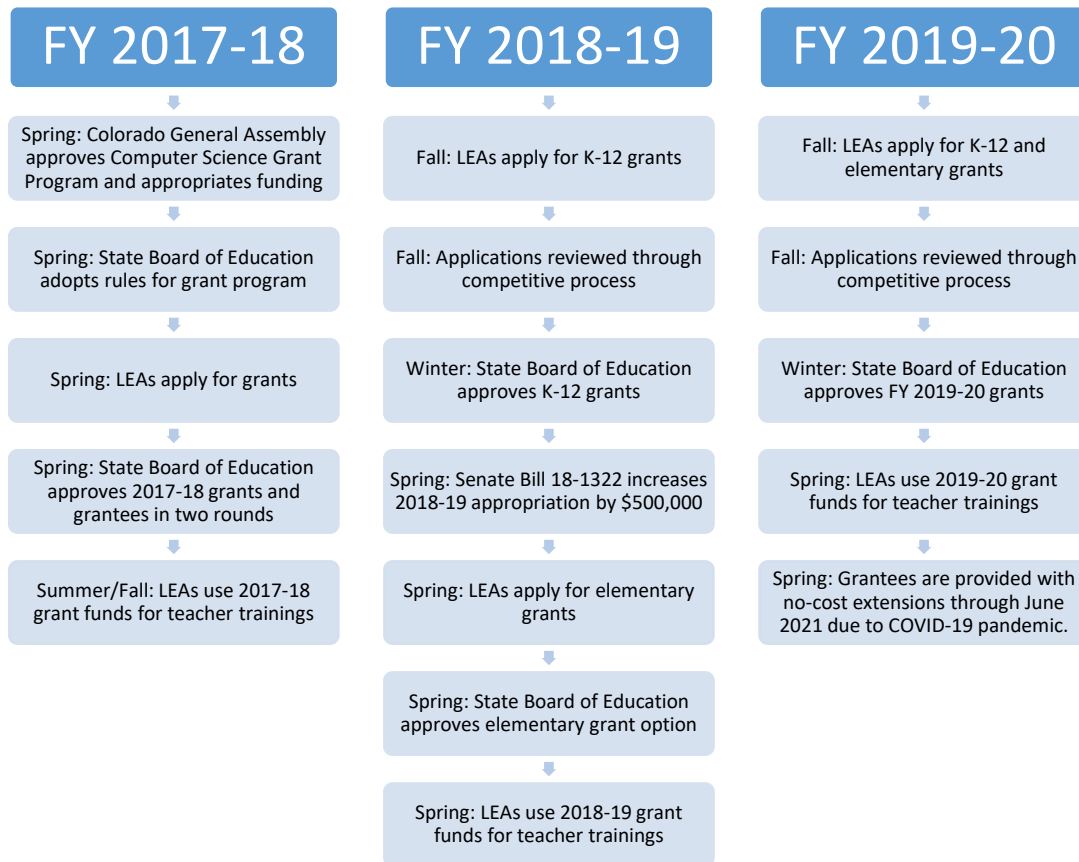 FY 2017-18
Spring: Colorado General Assembly
approves Computer Science Grant
Program and appropriates funding
Spring: State Board of Education
adopts rules for grant program
Spring: LEAs apply for grants
Spring: State Board of Education
approves 2017-18 grants and
grantees in two rounds
Summer/Fall: LEAs use 2017-18
grant funds for teacher trainings
FY 2018-19
Fall: LEAs apply for K-12 grants
Fall: Applications reviewed through
competitive process
Winter: State Board of Education
approves K-12 grants
Spring: Senate Bill 18-1322 increases
2018-19 appropriation by $500,000
Spring: LEAs apply for elementary
grants
Spring: State Board of Education
approves elementary grant option
Spring: LEAs use 2018-19 grant
funds for teacher trainings
FY 2019-20
Fall: LEAs apply for K-12 and
elementary grants
Fall: Applications reviewed through
competitive process
Winter: State Board of Education
approves FY 2019-20 grants
Spring: LEAs use 2019-20 grant
funds for teacher trainings
Spring: Grantees are provided with
no-cost extensions through June
2021 due to COVID-19 pandemic.